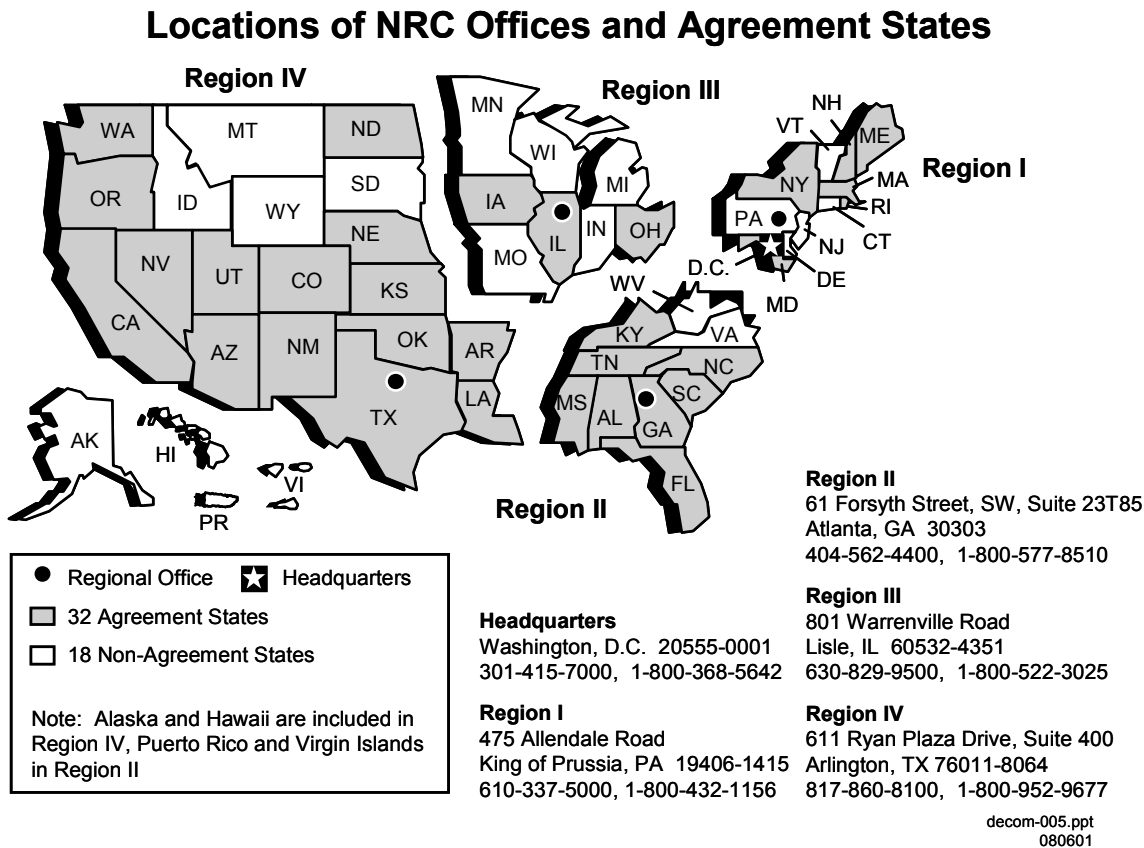 Locations of NRC Offices and Agreement States
Region IV
Region III
Region I
WA
MT
ND
OR
ID
SD
WY
NE
NV
UT
CO
KS
CA
AZ
NM
OK
AR
TX
LA
AK
HI
VI
PR
MN
WI
MI
IA
IL
IN
OH
MO
NH
VT
ME
NY
MA
RI
PA
CT
NJ
D.C.
DE
MD
WV
KY
VA
TN
NC
SC
MS
AL
GA
FL
Region II
Regional Office
Headquarters
32 Agreement States
18 Non-Agreement States
Note: Alaska and Hawaii are included in
Region IV, Puerto Rico and Virgin Islands
in Region II
Headquarters
Washington, D.C. 20555-0001
301-415-7000, 1-800-368-5642
Region I
475 Allendale Road
King of Prussia, PA 19406-1415
610-337-5000, 1-800-432-1156
Region II
61 Forsyth Street, SW, Suite 23T85
Atlanta, GA 30303
404-562-4400, 1-800-577-8510
Region III
801 Warrenville Road
Lisle, IL 60532-4351
630-829-9500, 1-800-522-3025
Region IV
611 Ryan Plaza Drive, Suite 400
Arlington, TX 76011-8064
817-860-8100, 1-800-952-9677
decom-005.ppt
080601